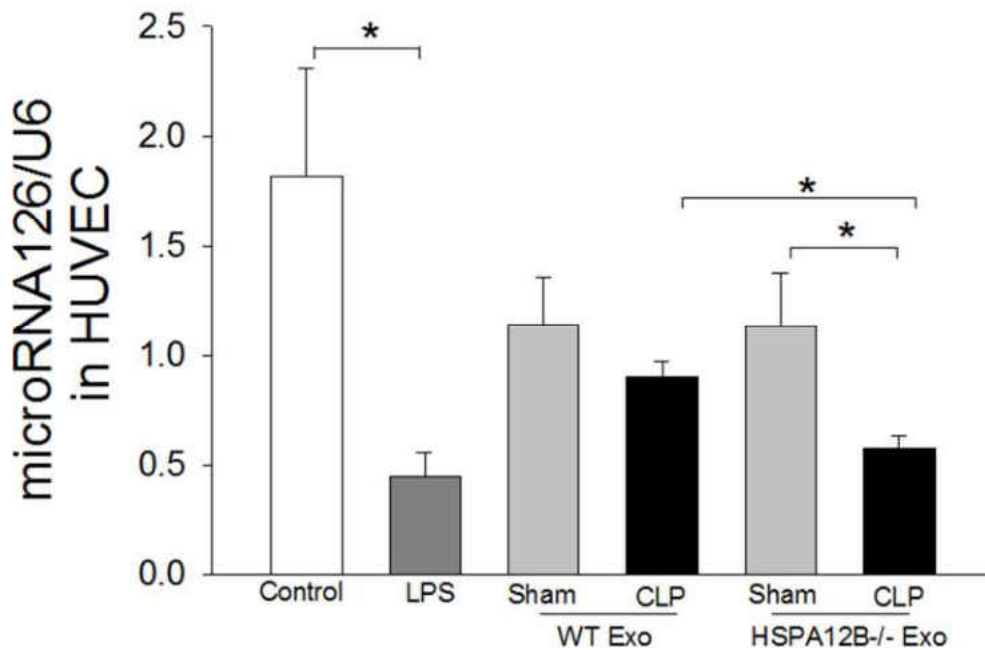 microRNA126/U6
in HUVEC
2.5
2.0
1.5
1.0
0.5
0.0
*
*
*
Control LPS Sham CLP Sham CLP
WT Exo HSPA12B-/- Exo